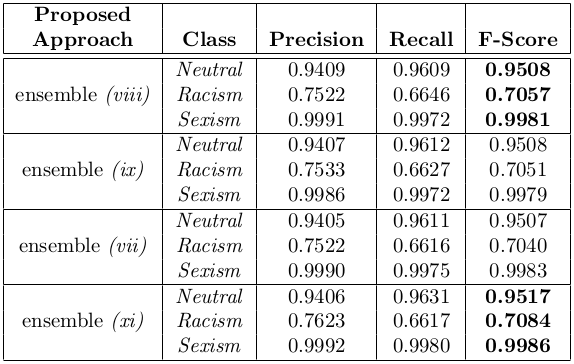 Proposed Approach Class Precision Recall F-Score
Neutral 0.9409 0.9609 0.9508
ensemble (viii) Racism 0.7522 0.6646 0.7057
Sexism 0.9991 0.9972 0.9981
Neutral 0.9407 0.9612 0.9508
ensemble (ix) Racism 0.7533 0.6627 0.7051
Sexism 0.9986 0.9972 0.9979
Neutral 0.9405 0.9611 0.9507
ensemble (vii) Racism 0.7522 0.6616 0.7040
Sexism 0.9990 0.9975 0.9983
Neutral 0.9406 0.9631 0.9517
ensemble (xi) Racism 0.7623 0.6617 0.7084
Sexism 0.9992 0.9980 0.9986